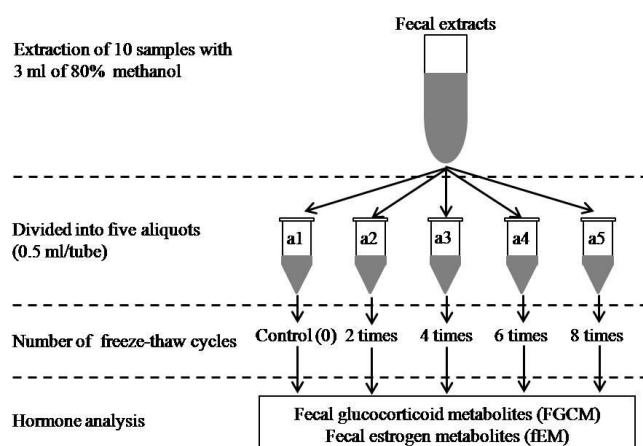 Fecal extracts
Extraction of 10 samples with
3 ml of 80% methanol
Divided into five aliquots
(0.5 ml/tube)
a1 a2 a3 a4 a5
Number of freeze-thaw cycles Control (0) 2 times 4 times 6 times 8 times
Hormone analysis
Fecal glucocorticoid metabolites (FGCM)
Fecal estrogen metabolites (fEM)